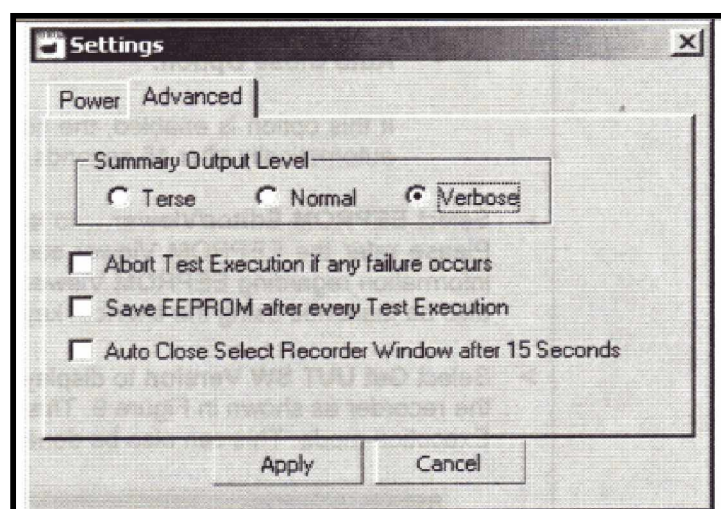 Settings
Power Advanced
Summary Output Level
Terse Normal Verbose
Abort Test Execution if any failure occurs
Save EEPROM after every Test Execution
Auto Close Select Recorder Window after 15 Seconds
Apply Cancel